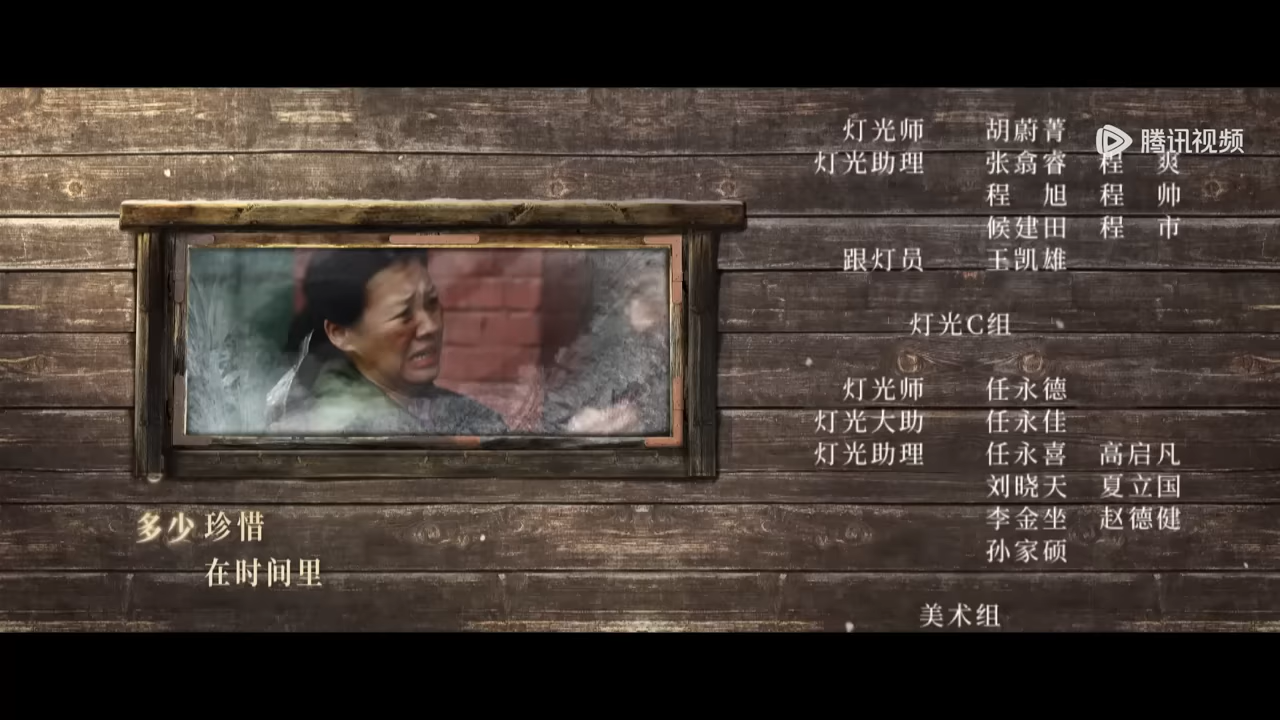 灯光师 胡蔚菁
腾讯视频
灯光助理 张翕睿 程 爽
程 旭 程 帅
候建田 程 市
跟灯员 王凯雄
灯光C组
灯光师 任永德
灯光大助 任永佳
灯光助理 任永喜 高启凡
刘晓天 夏立国
李金坐 赵德健
孙家硕
美术组
多少珍惜
在时间里